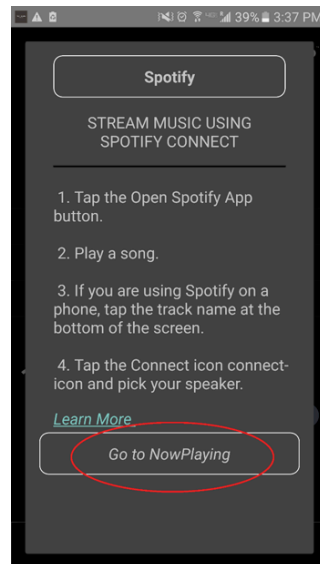 39% 3:37 PM
Spotify
STREAM MUSIC USING
SPOTIFY CONNECT
1. Tap the Open Spotify App
button.
2. Play a song.
3. If you are using Spotify on a
phone, tap the track name at the
bottom of the screen.
4. Tap the Connect icon connect-
icon and pick your speaker.
Learn More
Go to NowPlaying